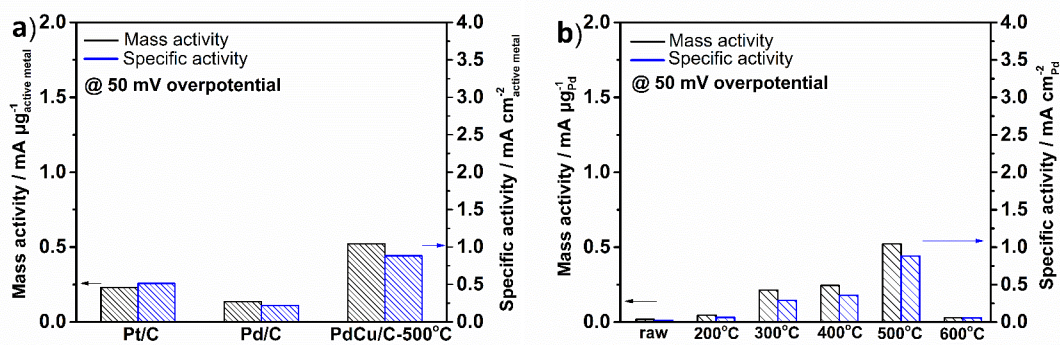 a)
Mass activity
Specific activity
@ 50 mV overpotential
Mass activity / mA µg⁻¹active metal
2.0
1.5
1.0
0.5
0.0
Pt/C
Pd/C
PdCu/C-500°C
4.0
3.5
3.0
2.5
2.0
1.5
1.0
0.5
0.0
Specific activity / mA cm⁻²active metal
b)
Mass activity
Specific activity
@ 50 mV overpotential
Mass activity / mA µg⁻¹Pd
2.0
1.5
1.0
0.5
0.0
raw
200°C
300°C
400°C
500°C
600°C
4.0
3.5
3.0
2.5
2.0
1.5
1.0
0.5
0.0
Specific activity / mA cm⁻²Pd